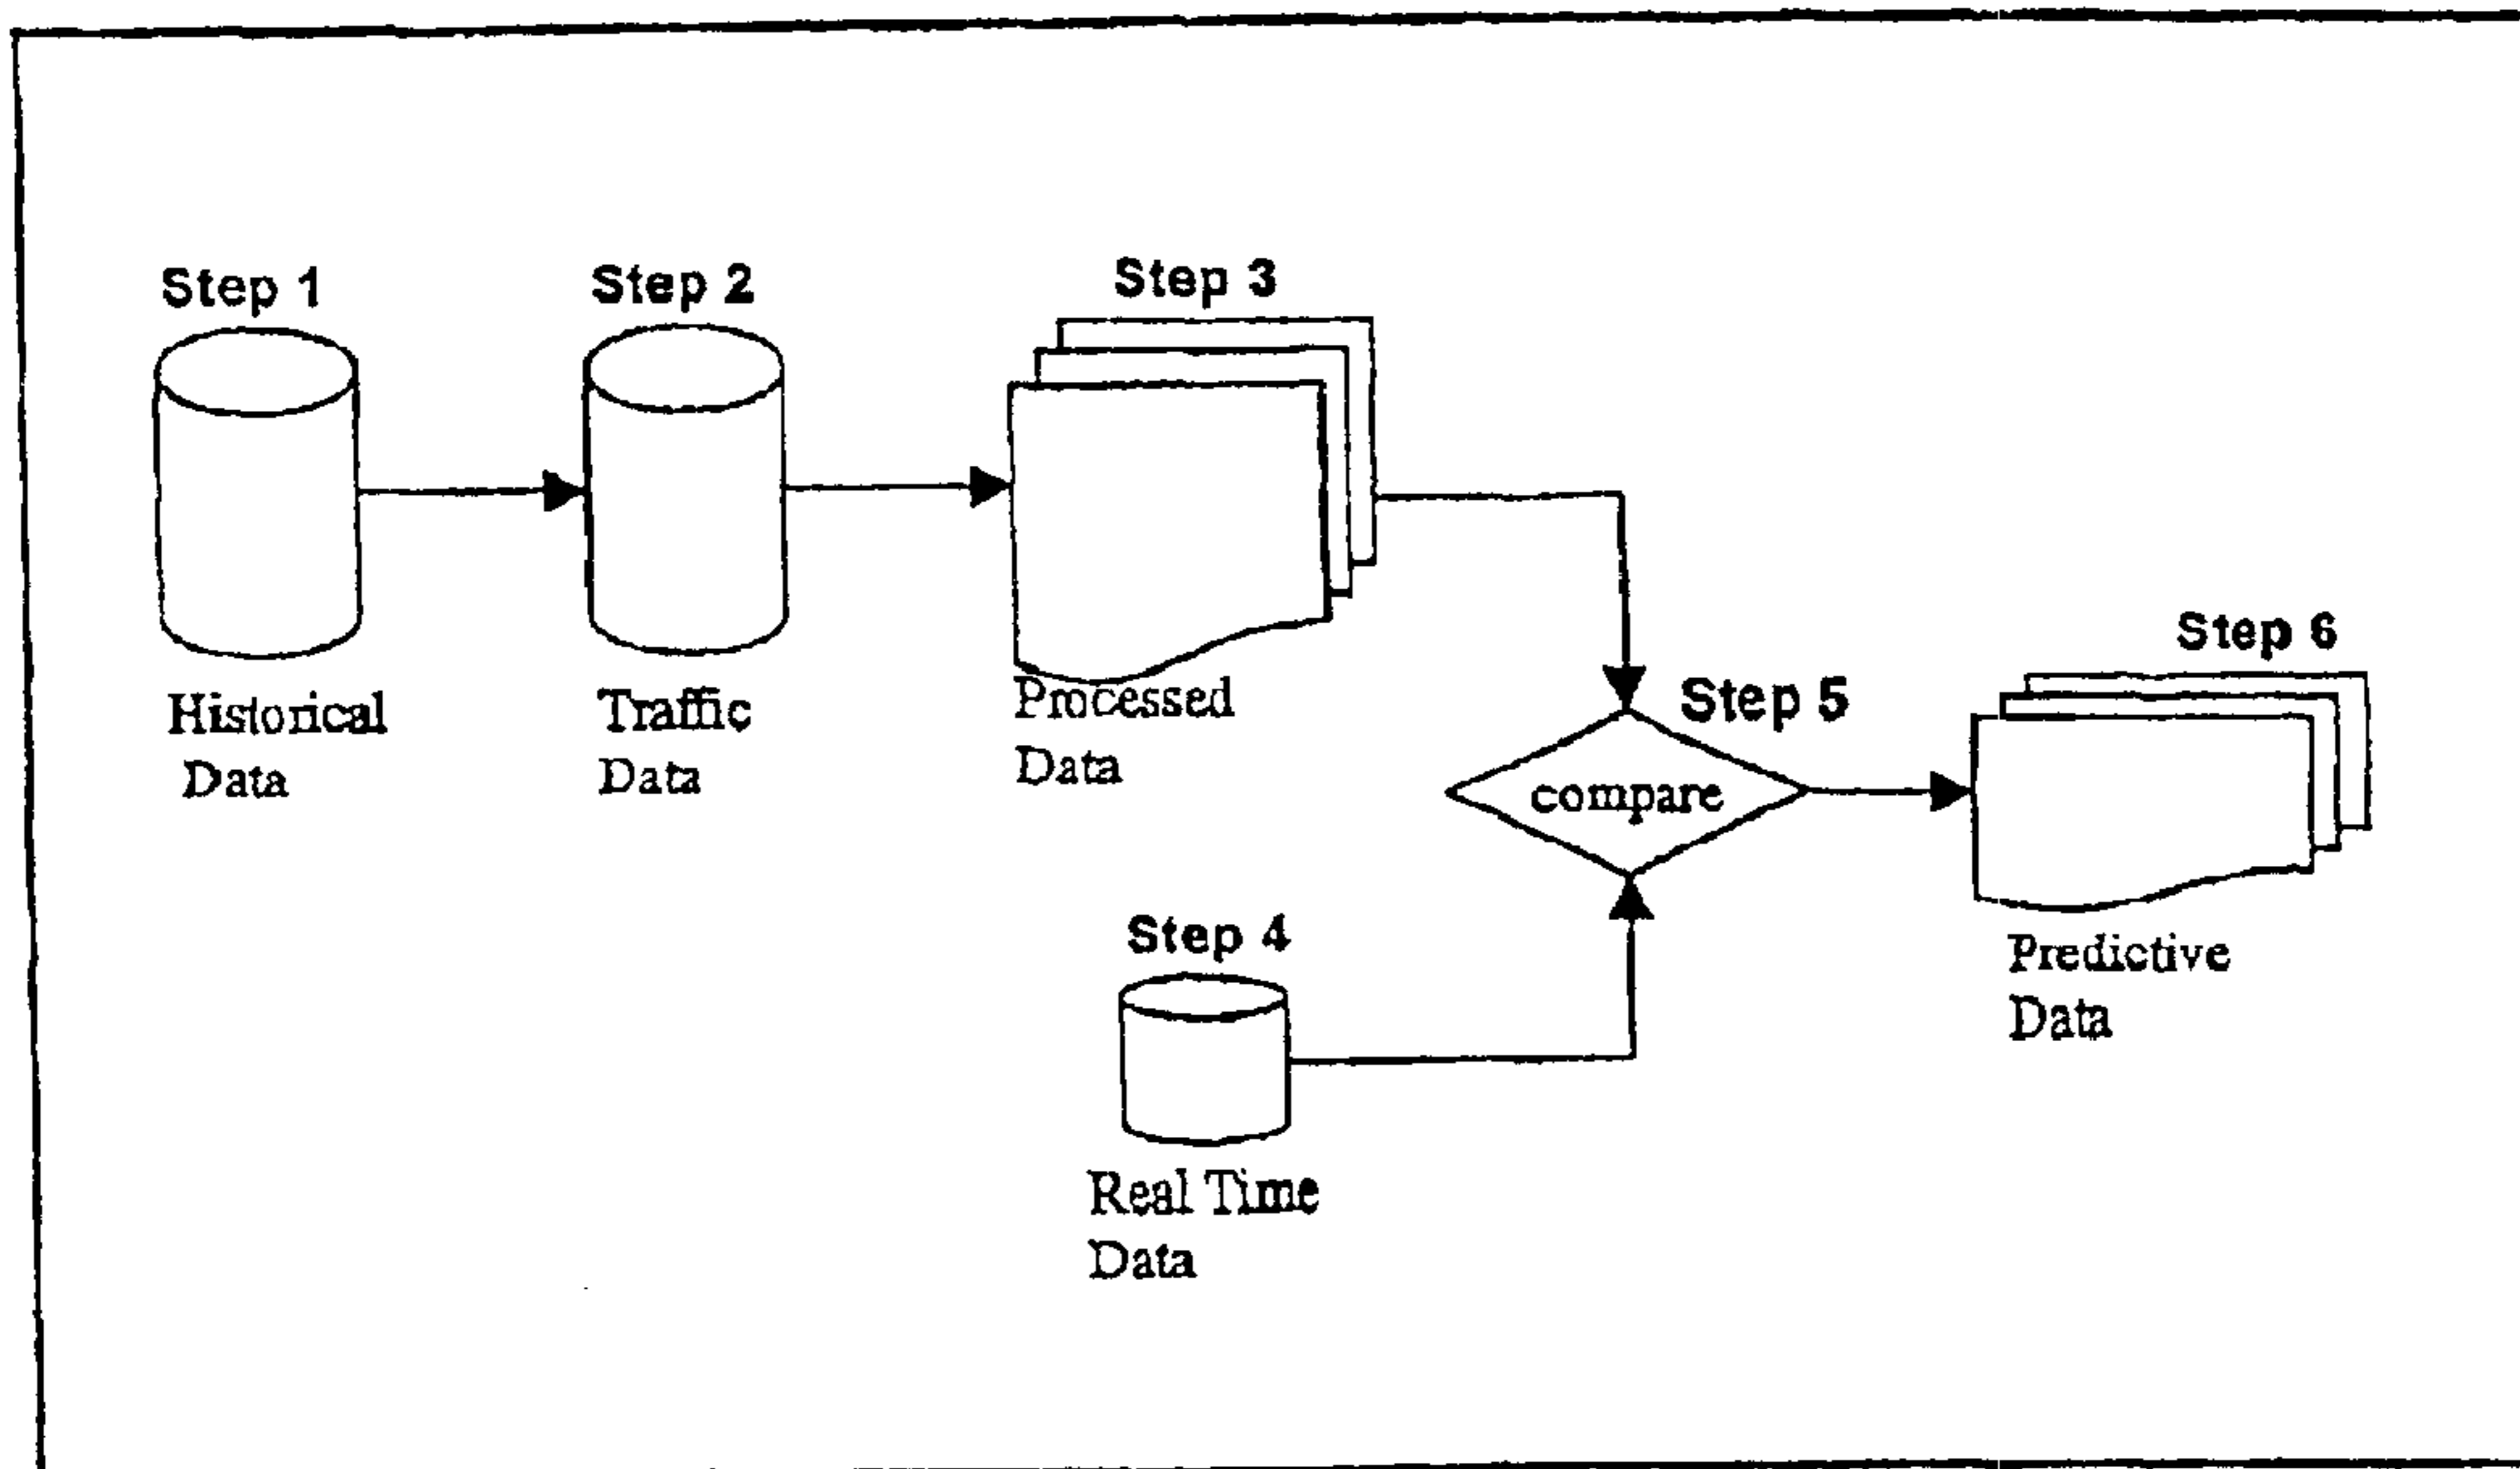 Step 1
Historical
Data
Step 2
Traffic
Data
Step 3
Processed
Data
Step 4
Real Time
Data
Step 5
compare
Step 6
Predictive
Data